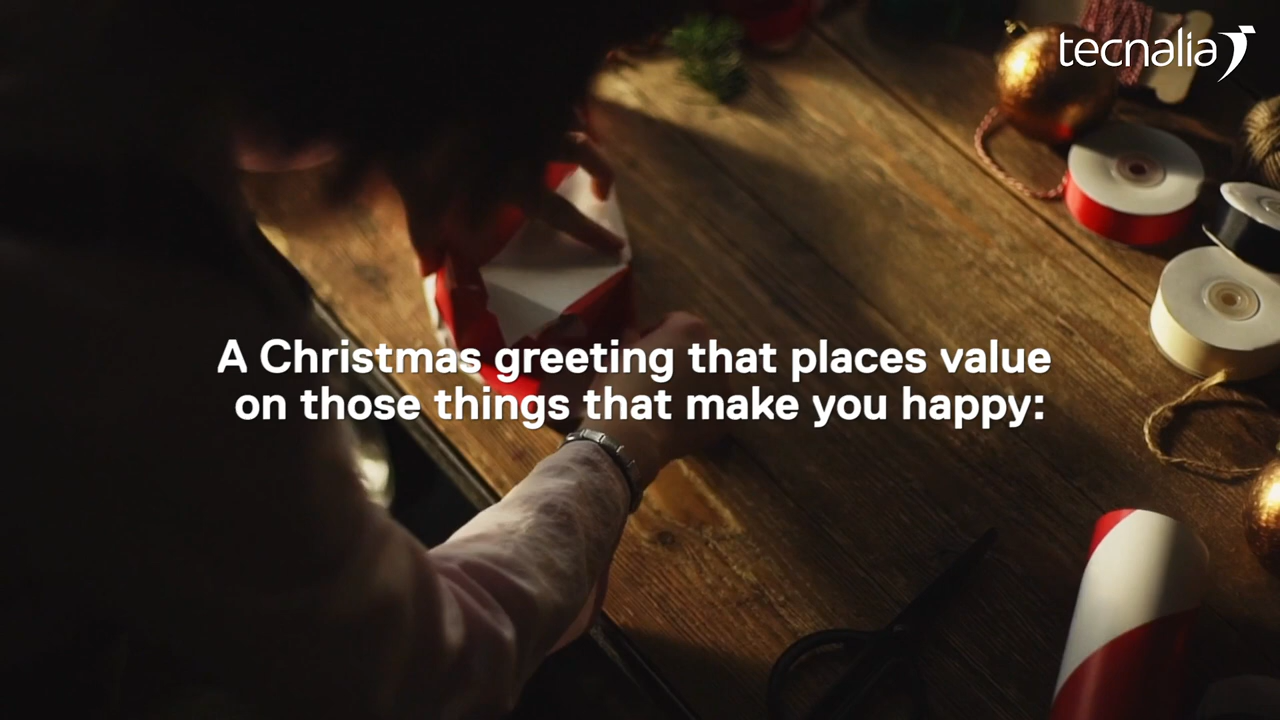 tecnalia
A Christmas greeting that places value
on those things that make you happy: